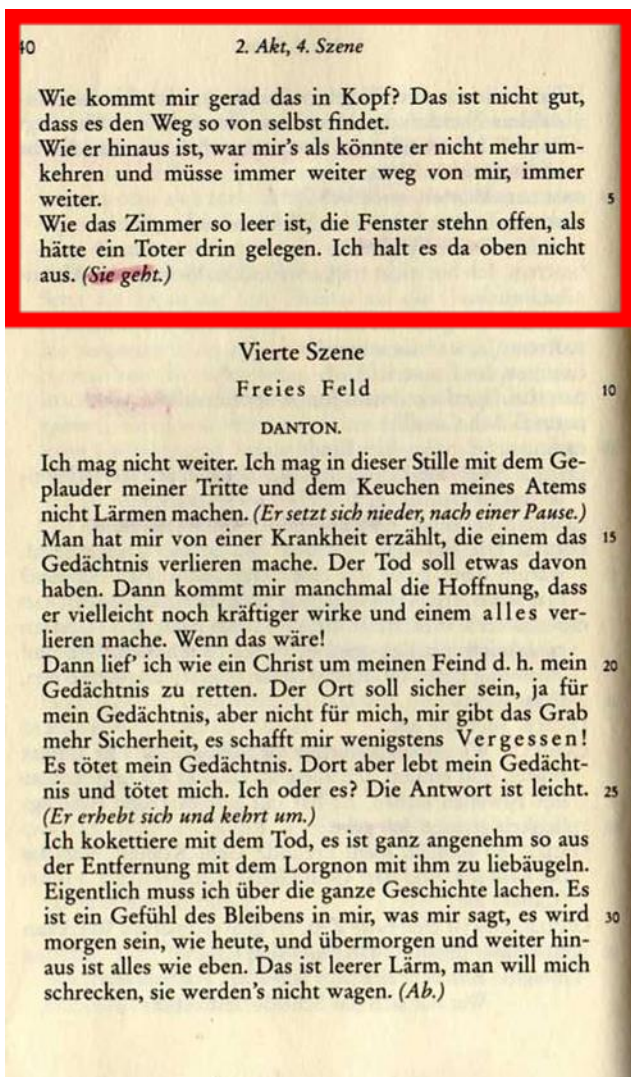 40 2. Akt, 4. Szene
Wie kommt mir gerad das in Kopf? Das ist nicht gut,
dass es den Weg so von selbst findet.
Wie er hinaus ist, war mir's als könnte er nicht mehr um-
kehren und müsse immer weiter weg von mir, immer
weiter. 5
Wie das Zimmer so leer ist, die Fenster stehn offen, als
hätte ein Toter drin gelegen. Ich halt es da oben nicht
aus. (Sie geht.)
Vierte Szene
Freies Feld 10
DANTON.
Ich mag nicht weiter. Ich mag in dieser Stille mit dem Ge-
plauder meiner Tritte und dem Keuchen meines Atems
nicht Lärmen machen. (Er setzt sich nieder, nach einer Pause.)
Man hat mir von einer Krankheit erzählt, die einem das 15
Gedächtnis verlieren mache. Der Tod soll etwas davon
haben. Dann kommt mir manchmal die Hoffnung, dass
er vielleicht noch kräftiger wirke und einem alles ver-
lieren mache. Wenn das wäre!
Dann lief' ich wie ein Christ um meinen Feind d. h. mein 20
Gedächtnis zu retten. Der Ort soll sicher sein, ja für
mein Gedächtnis, aber nicht für mich, mir gibt das Grab
mehr Sicherheit, es schafft mir wenigstens Vergessen!
Es tötet mein Gedächtnis. Dort aber lebt mein Gedächt-
nis und tötet mich. Ich oder es? Die Antwort ist leicht. 25
(Er erhebt sich und kehrt um.)
Ich kokettiere mit dem Tod, es ist ganz angenehm so aus
der Entfernung mit dem Lorgnon mit ihm zu liebäugeln.
Eigentlich muss ich über die ganze Geschichte lachen. Es
ist ein Gefühl des Bleibens in mir, was mir sagt, es wird 30
morgen sein, wie heute, und übermorgen und weiter hin-
aus ist alles wie eben. Das ist leerer Lärm, man will mich
schrecken, sie werden's nicht wagen. (Ab.)